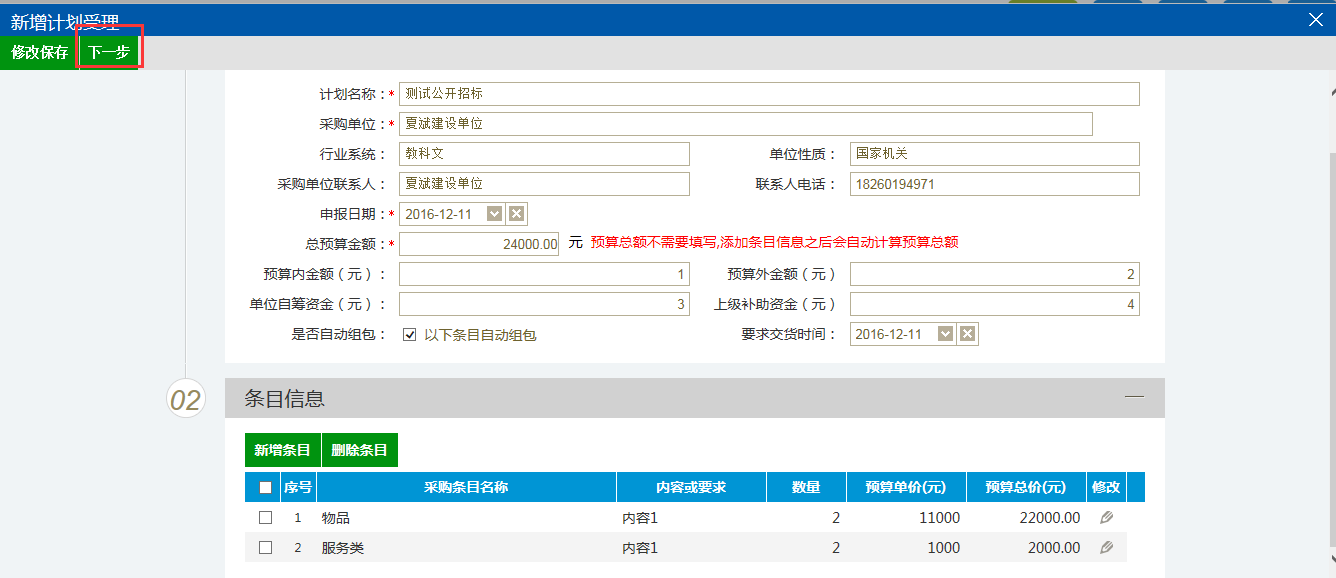 新增计划受理
修改保存 下一步
计划名称：* 测试公开招标
采购单位：* 夏斌建设单位
行业系统： 教科文 单位性质： 国家机关
采购单位联系人： 夏斌建设单位 联系人电话： 18260194971
申报日期：* 2016-12-11
总预算金额：* 24000.00 元 预算总额不需要填写,添加条目信息之后会自动计算预算总额
预算内金额（元）： 1 预算外金额（元） 2
单位自筹资金（元）： 3 上级补助资金（元） 4
是否自动组包： 以下条目自动组包 要求交货时间： 2016-12-11
02 条目信息
新增条目 删除条目
序号 采购条目名称 内容或要求 数量 预算单价(元) 预算总价(元) 修改
1 物品 内容1 2 11000 22000.00
2 服务类 内容1 2 1000 2000.00